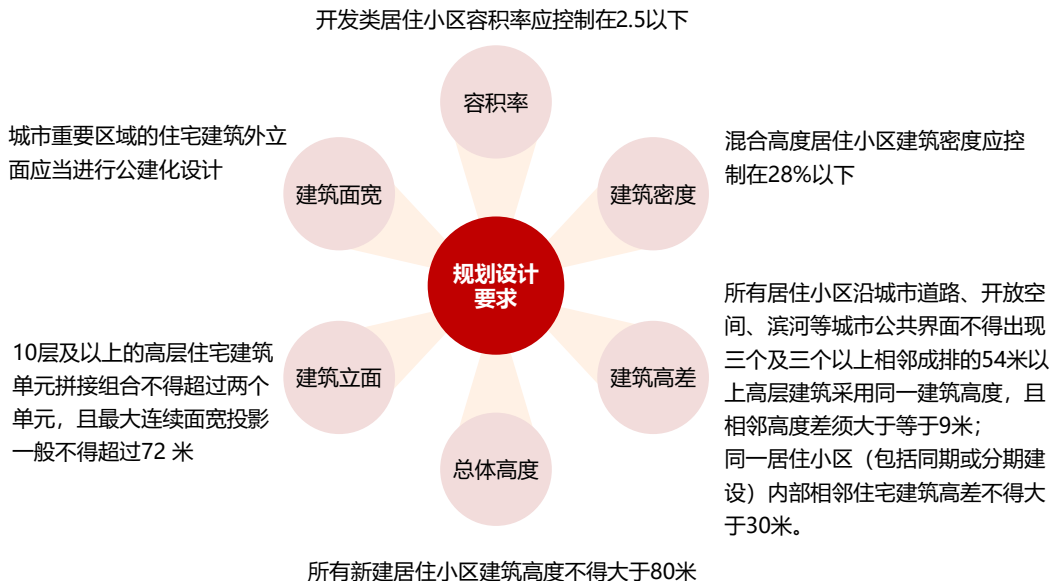 开发类居住小区容积率应控制在2.5以下
容积率
城市重要区域的住宅建筑外立
面应当进行公建化设计
建筑面宽
混合高度居住小区建筑密度应控
制在28%以下
建筑密度
规划设计
要求
10层及以上的高层住宅建筑
单元拼接组合不得超过两个
单元，且最大连续面宽投影
一般不得超过72 米
建筑立面
所有居住小区沿城市道路、开放空
间、滨河等城市公共界面不得出现
三个及三个以上相邻成排的54米以
上高层建筑采用同一建筑高度，且
相邻高度差须大于等于9米；
同一居住小区（包括同期或分期建
设）内部相邻住宅建筑高差不得大
于30米。
建筑高差
总体高度
所有新建居住小区建筑高度不得大于80米